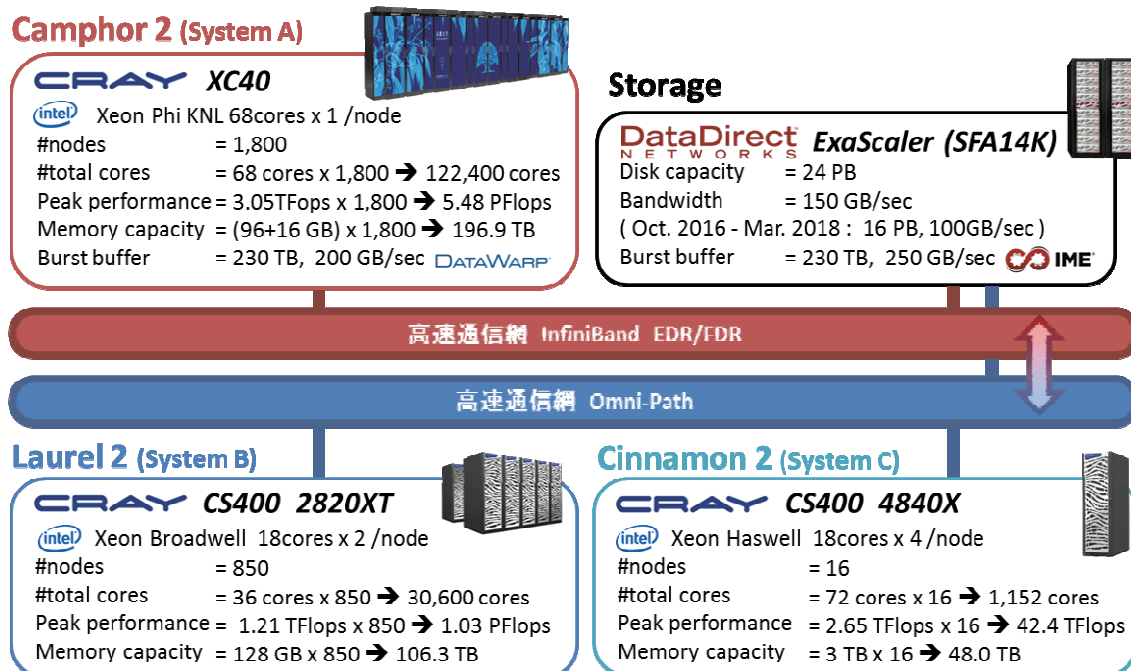 Camphor 2 (System A)
CRAY XC40
intel Xeon Phi KNL 68cores x 1 /node
#nodes = 1,800
#total cores = 68 cores x 1,800 ➔ 122,400 cores
Peak performance = 3.05TFops x 1,800 ➔ 5.48 PFlops
Memory capacity = (96+16 GB) x 1,800 ➔ 196.9 TB
Burst buffer = 230 TB, 200 GB/sec DATAWARP
Storage
DataDirect NETWORKS ExaScaler (SFA14K)
Disk capacity = 24 PB
Bandwidth = 150 GB/sec
( Oct. 2016 - Mar. 2018 : 16 PB, 100GB/sec )
Burst buffer = 230 TB, 250 GB/sec IME
高速通信網 InfiniBand EDR/FDR
高速通信網 Omni-Path
Laurel 2 (System B)
CRAY CS400 2820XT
intel Xeon Broadwell 18cores x 2 /node
#nodes = 850
#total cores = 36 cores x 850 ➔ 30,600 cores
Peak performance = 1.21 TFlops x 850 ➔ 1.03 PFlops
Memory capacity = 128 GB x 850 ➔ 106.3 TB
Cinnamon 2 (System C)
CRAY CS400 4840X
intel Xeon Haswell 18cores x 4 /node
#nodes = 16
#total cores = 72 cores x 16 ➔ 1,152 cores
Peak performance = 2.65 TFlops x 16 ➔ 42.4 TFlops
Memory capacity = 3 TB x 16 ➔ 48.0 TB